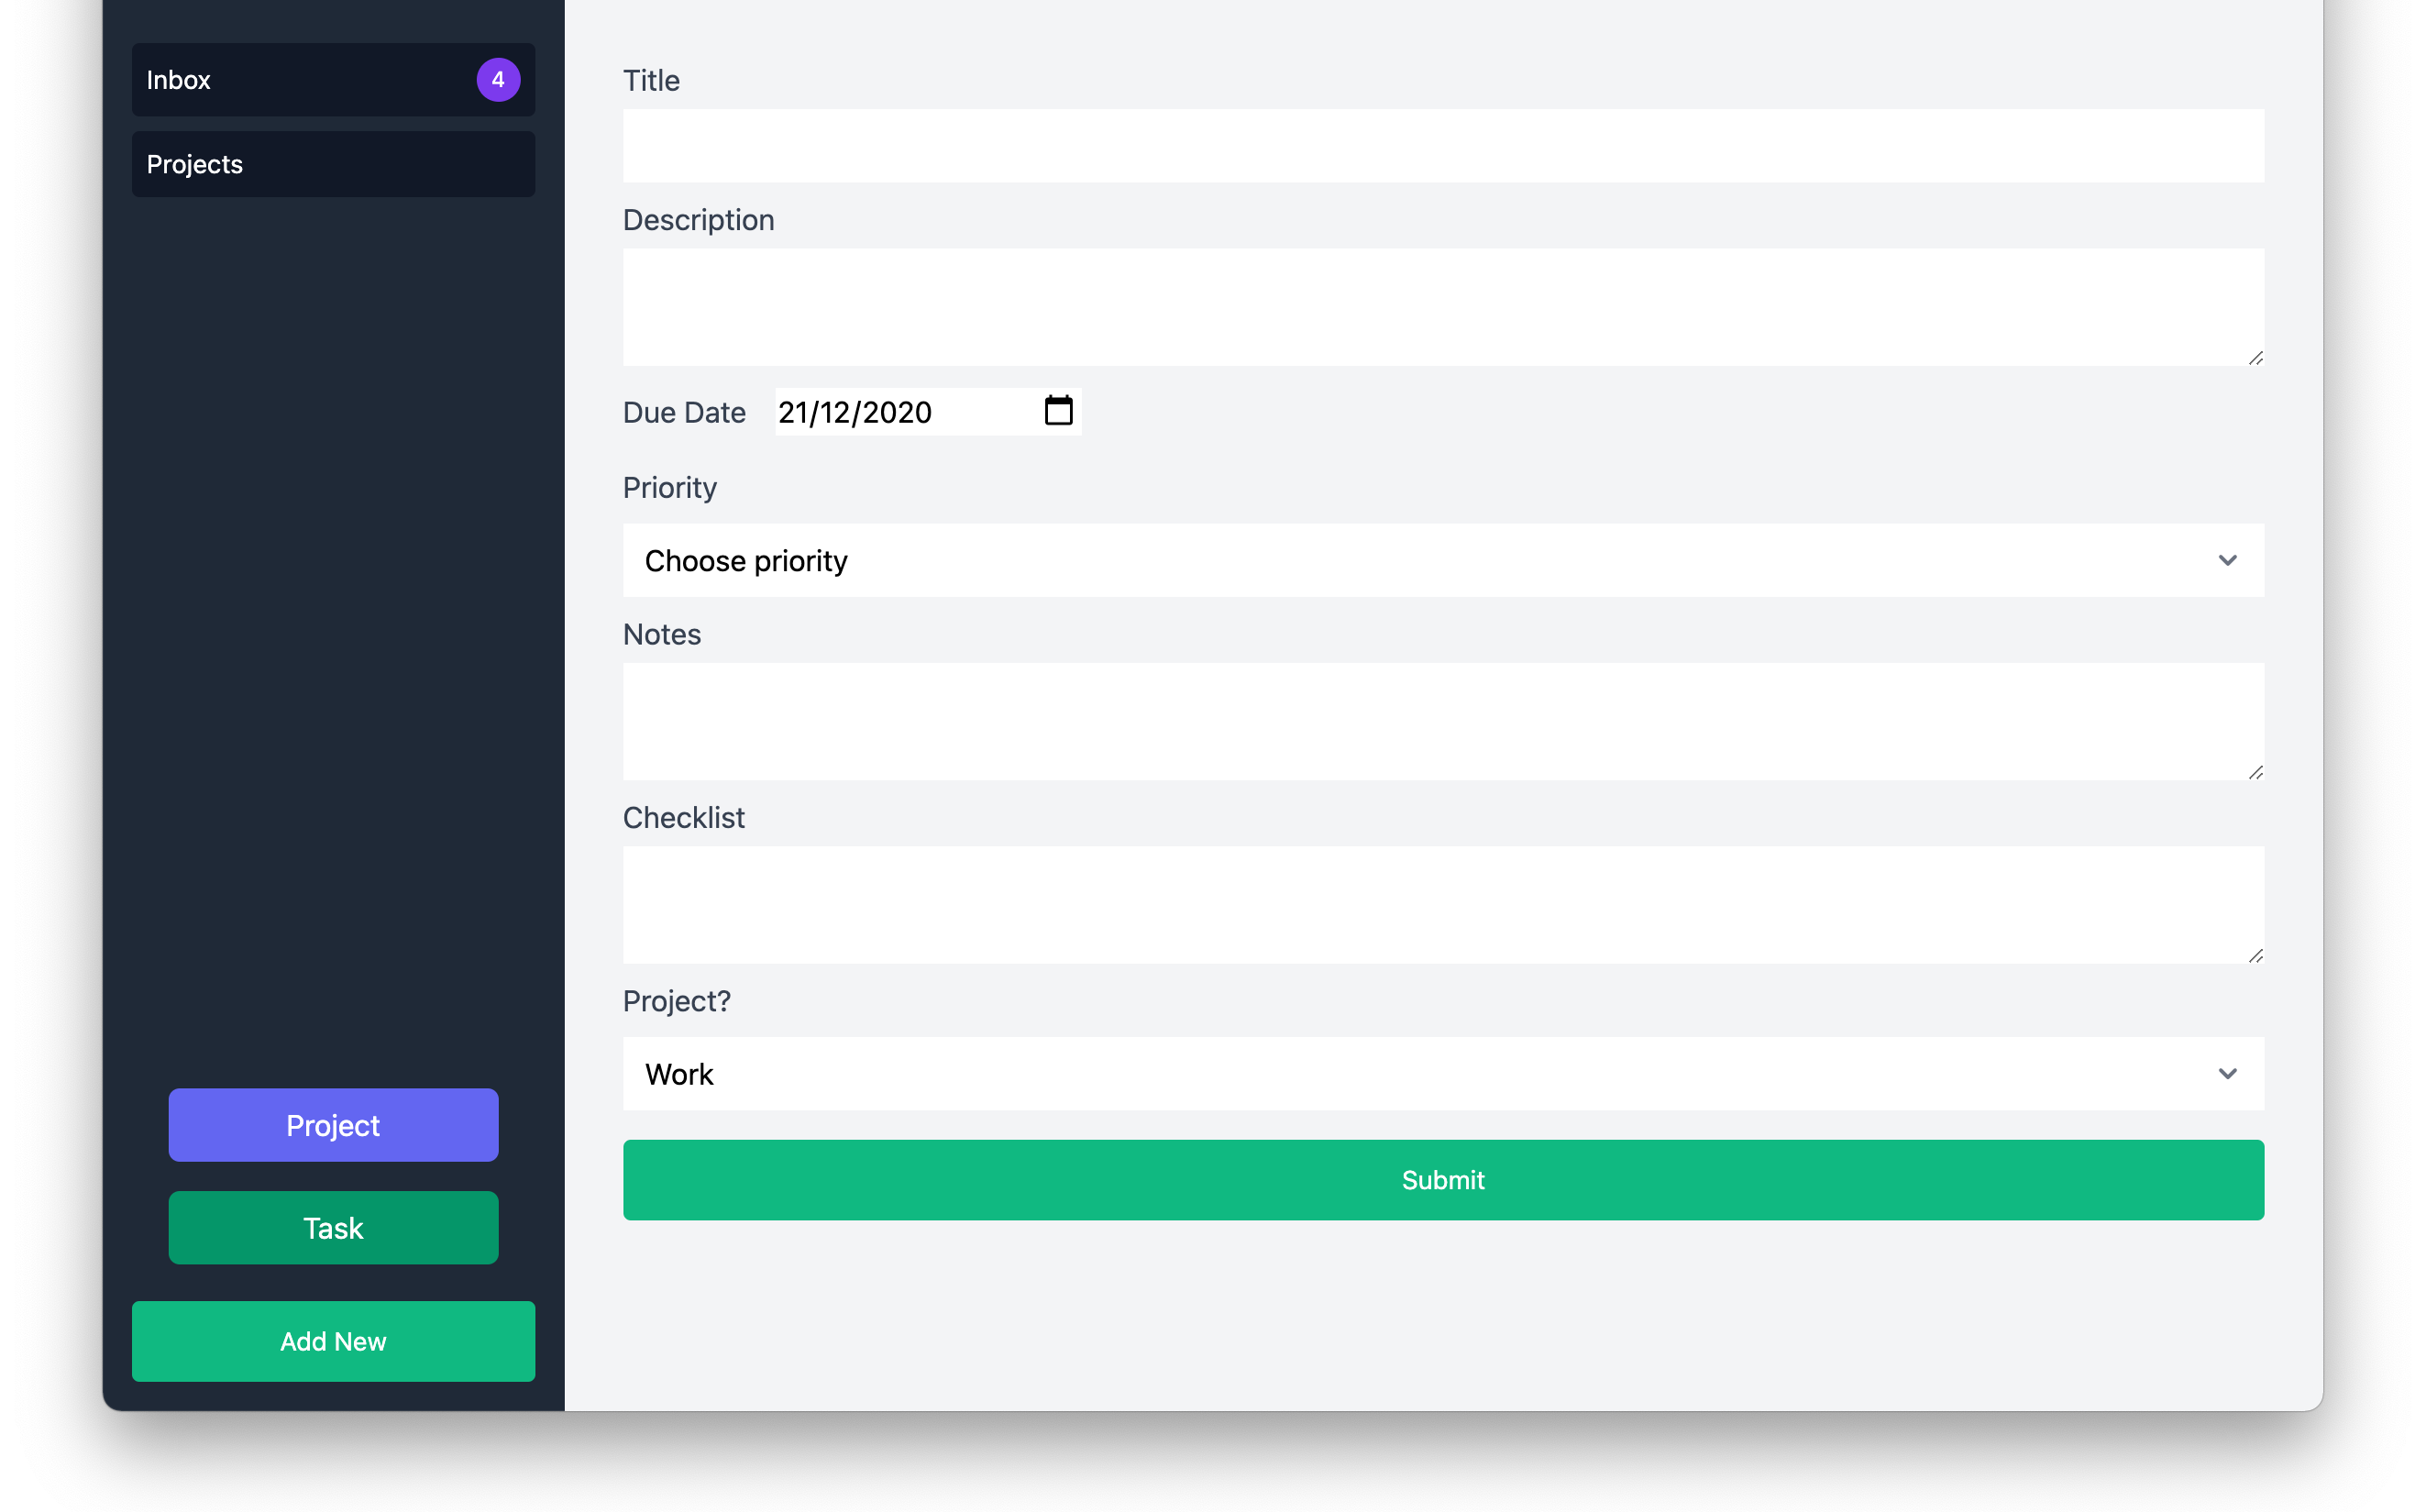 Inbox
4
Projects
Project
Task
Add New
Title
Description
Due Date 21/12/2020
Priority
Choose priority
Notes
Checklist
Project?
Work
Submit